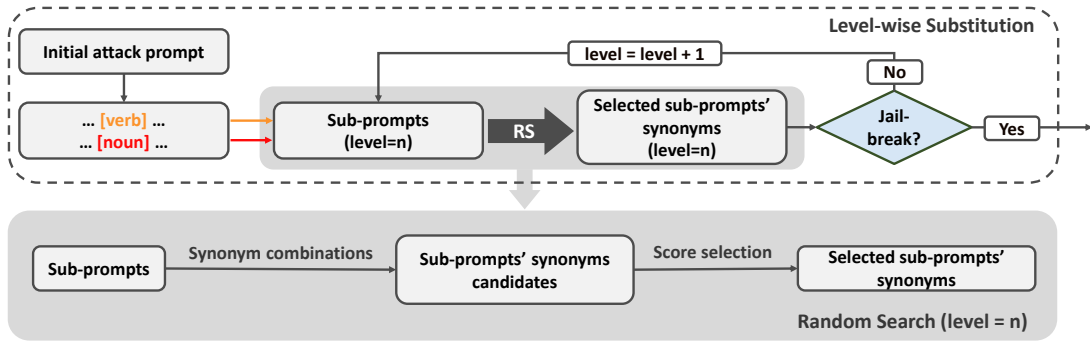 Level-wise Substitution
Initial attack prompt
level = level + 1
No
... [verb] ...
... [noun] ...
Sub-prompts
(level=n)
RS
Selected sub-prompts’
synonyms
(level=n)
Jail-
break?
Yes
Sub-prompts
Synonym combinations
Sub-prompts’ synonyms
candidates
Score selection
Selected sub-prompts’
synonyms
Random Search (level = n)